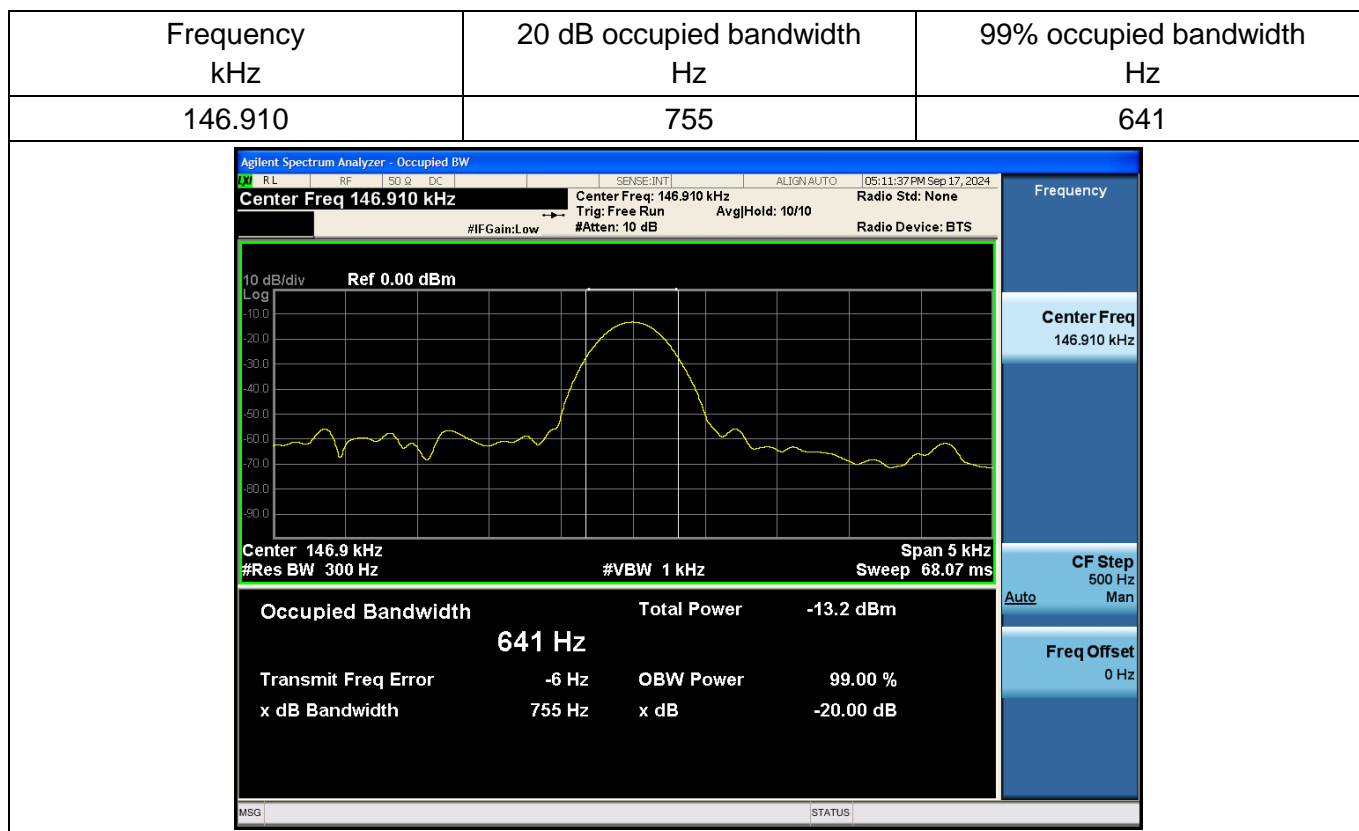 Frequency
kHz
20 dB occupied bandwidth
Hz
99% occupied bandwidth
Hz
146.910
755
641
Agilent Spectrum Analyzer - Occupied BW
LXI RL RF 50 Ω DC SENSE:INT ALIGN AUTO 05:11:37 PM Sep 17, 2024
Center Freq 146.910 kHz
Center Freq: 146.910 kHz
Radio Std: None
Trig: Free Run Avg|Hold: 10/10
#IFGain:Low
#Atten: 10 dB
Radio Device: BTS
10 dB/div Ref 0.00 dBm
Log
-10.0
-20.0
-30.0
-40.0
-50.0
-60.0
-70.0
-80.0
-90.0
Center 146.9 kHz Span 5 kHz
#Res BW 300 Hz #VBW 1 kHz Sweep 68.07 ms
Occupied Bandwidth Total Power -13.2 dBm
641 Hz
Transmit Freq Error -6 Hz OBW Power 99.00 %
x dB Bandwidth 755 Hz x dB -20.00 dB
MSG STATUS
Frequency
Center Freq
146.910 kHz
CF Step
500 Hz
Auto Man
Freq Offset
0 Hz